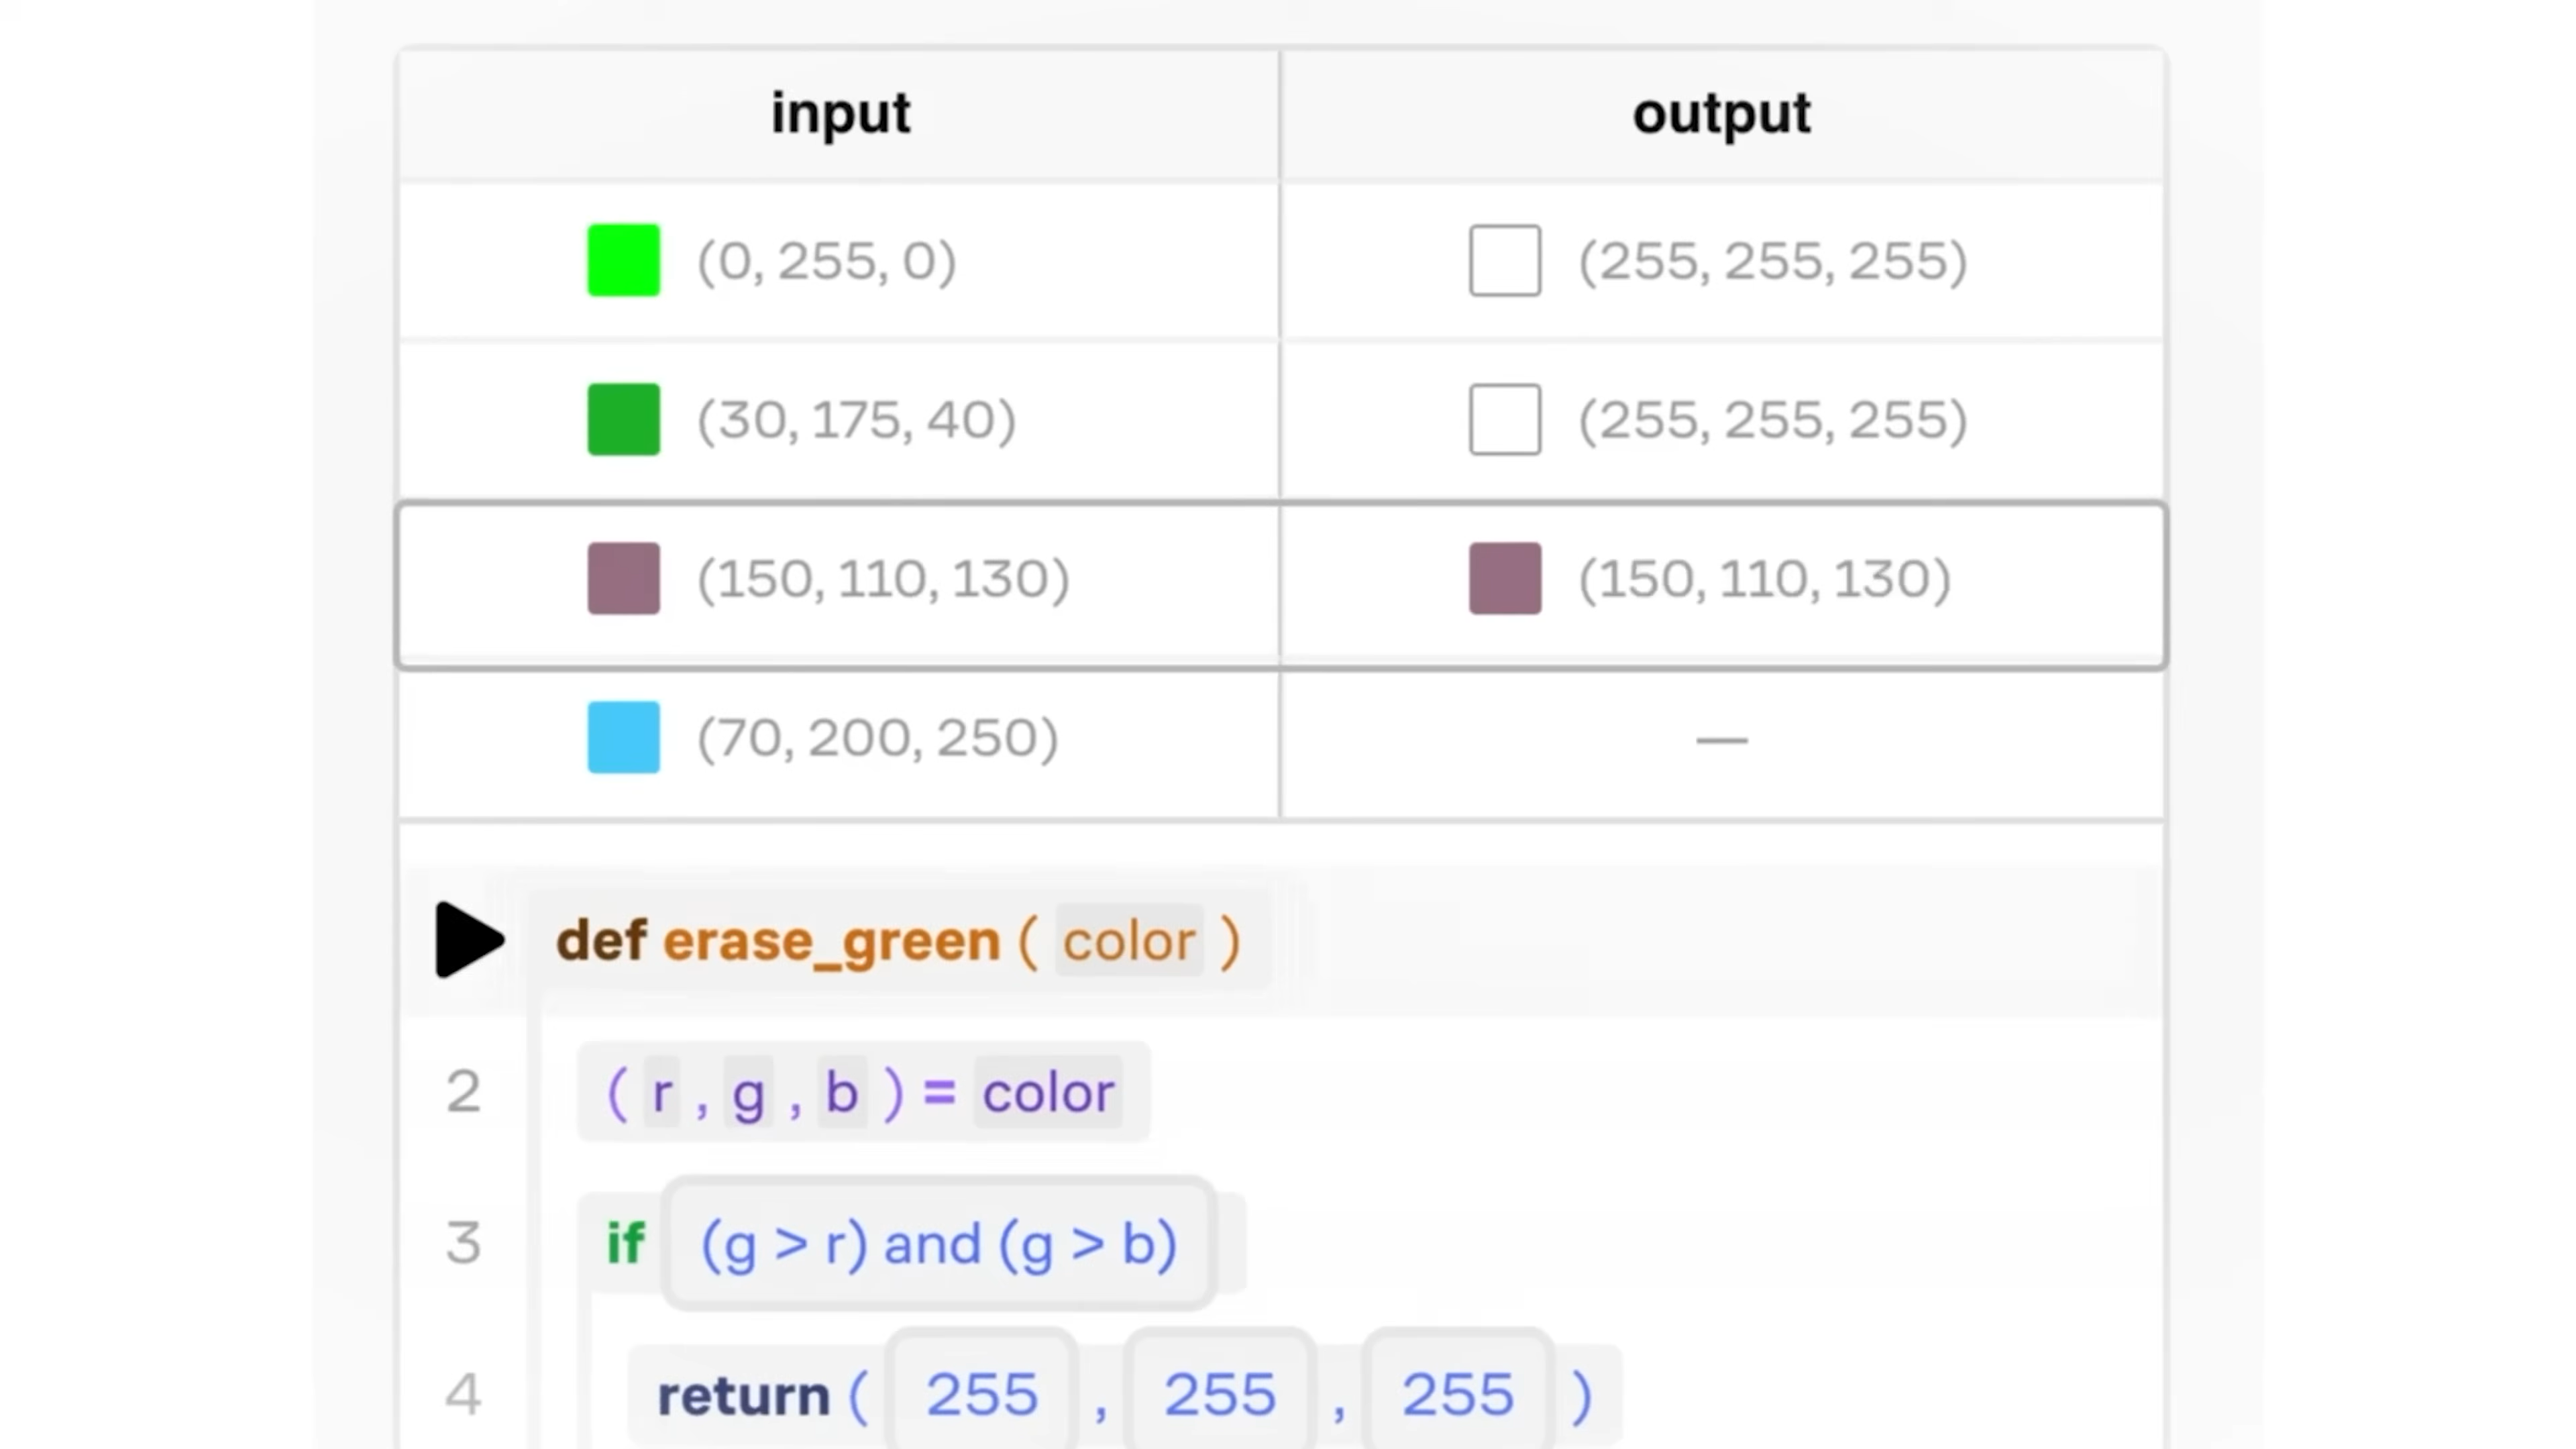 input output
(0, 255, 0) (255, 255, 255)
(30, 175, 40) (255, 255, 255)
(150, 110, 130) (150, 110, 130)
(70, 200, 250) —
def erase_green ( color )
2 ( r , g , b ) = color
3 if (g > r) and (g > b)
4 return ( 255 , 255 , 255 )